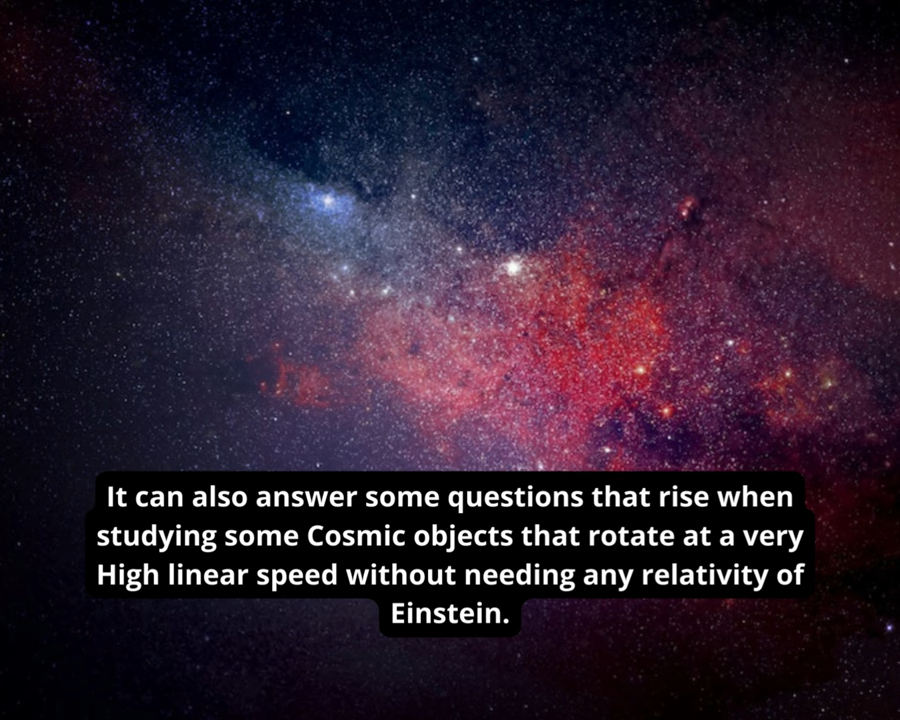 It can also answer some questions that rise when
studying some Cosmic objects that rotate at a very
High linear speed without needing any relativity of
Einstein.